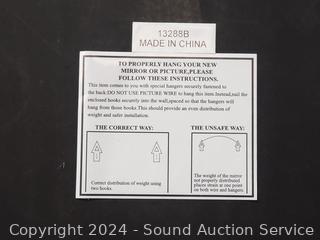 13288B
MADE IN CHINA
TO PROPERLY HANG YOUR NEW
MIRROR OR PICTURE,PLEASE
FOLLOW THESE INSTRUCTIONS.
This item comes to you with special hangers securely fastened to
the back:DO NOT USE PICTURE WIRE to hang this item.Instead,nail the
enclosed hooks securely into the wall,spaced so that the hangers will
hang from those hooks.This should provide an even distribution of
weight and safer installation.
THE CORRECT WAY:
THE UNSAFE WAY:
Correct distribution of weight using
two hooks.
The weight of the mirror
not properly distributed
places strain at one point
on both wire and hangers
Copyright 2024 - Sound Auction Service